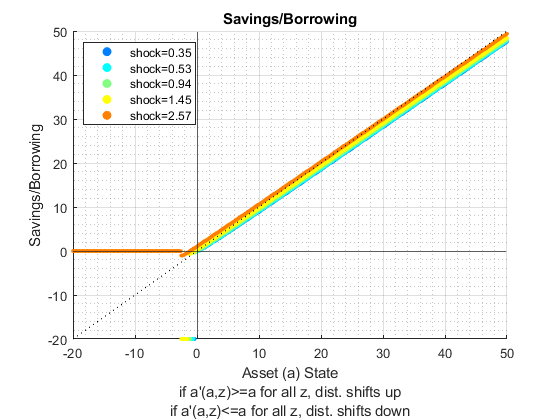 Savings/Borrowing
50
40
30
20
10
0
-10
-20
Savings/Borrowing
shock=0.35
shock=0.53
shock=0.94
shock=1.45
shock=2.57
-20
-10
0
10
20
30
40
50
Asset (a) State
if a'(a,z)>=a for all z, dist. shifts up
if a'(a,z)<=a for all z, dist. shifts down